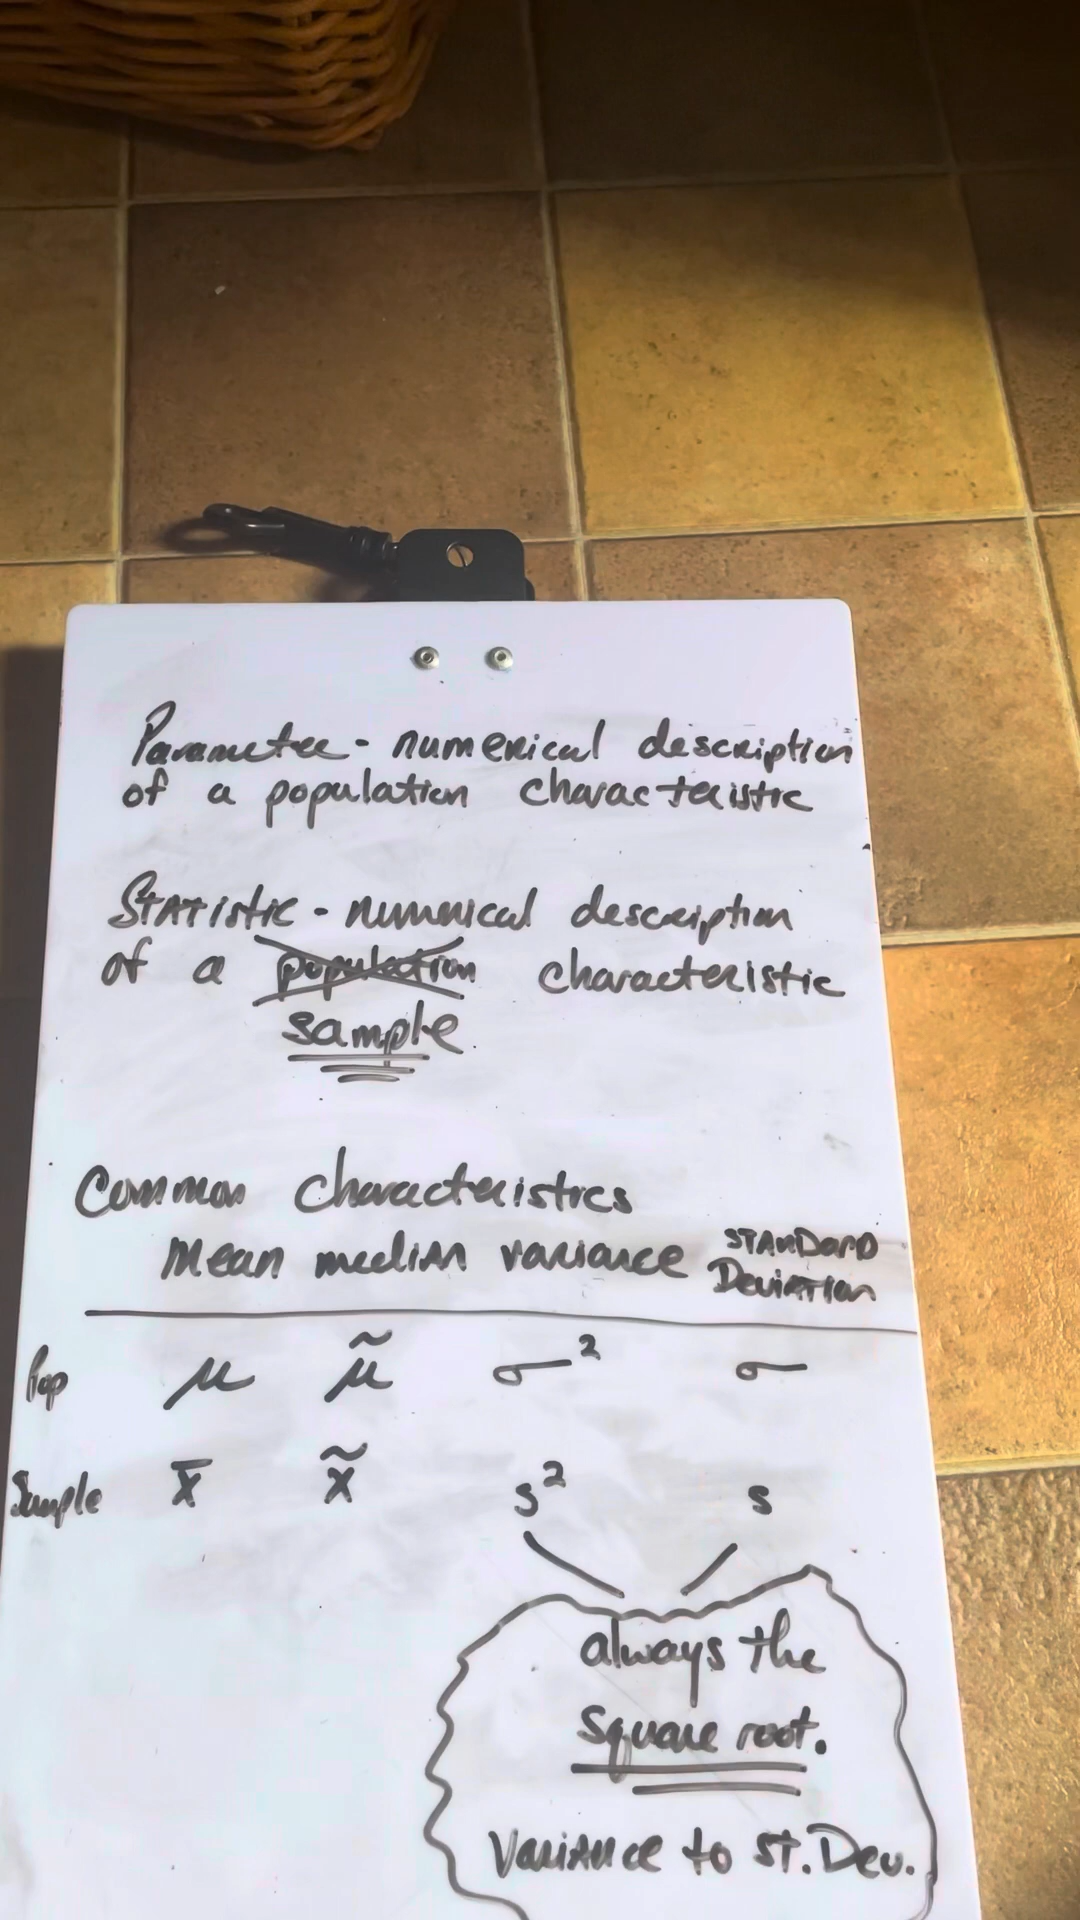 Parameter - numerical description
of a population characteristic
Statistic - numerical description
of a population characteristic
sample
Common Characteristics
Mean median variance STANDARD
DEVIATION
Pop μ μ̃ σ² σ
Sample x̄ x̃ s² s
always the
square root.
Variance to St. Dev.